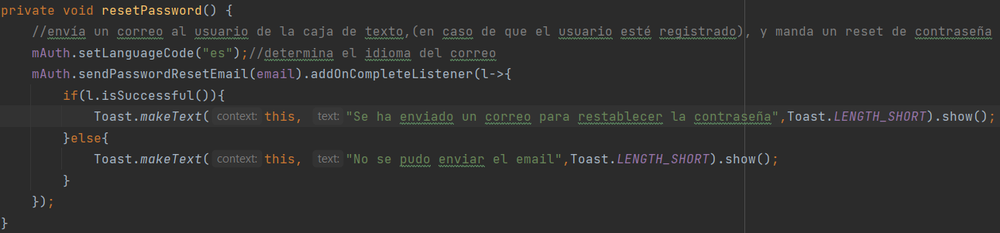 private void resetPassword() {
//envía un correo al usuario de la caja de texto,(en caso de que el usuario esté registrado), y manda un reset de contraseña
mAuth.setLanguageCode("es");//determina el idioma del correo
mAuth.sendPasswordResetEmail(email).addOnCompleteListener(l->{
if(l.isSuccessful()){
Toast.makeText( context: this, text: "Se ha enviado un correo para restablecer la contraseña",Toast.LENGTH_SHORT).show();
}else{
Toast.makeText( context: this, text: "No se pudo enviar el email",Toast.LENGTH_SHORT).show();
}
});
}